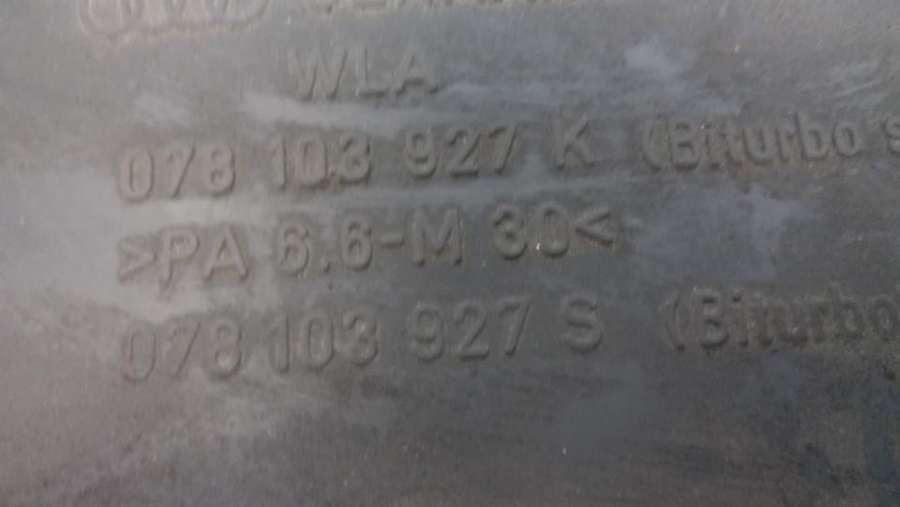 WLA
078 103 927 K (Biturbo's
>PA 6.6-M 30<
078 103 927 S (Biturbo